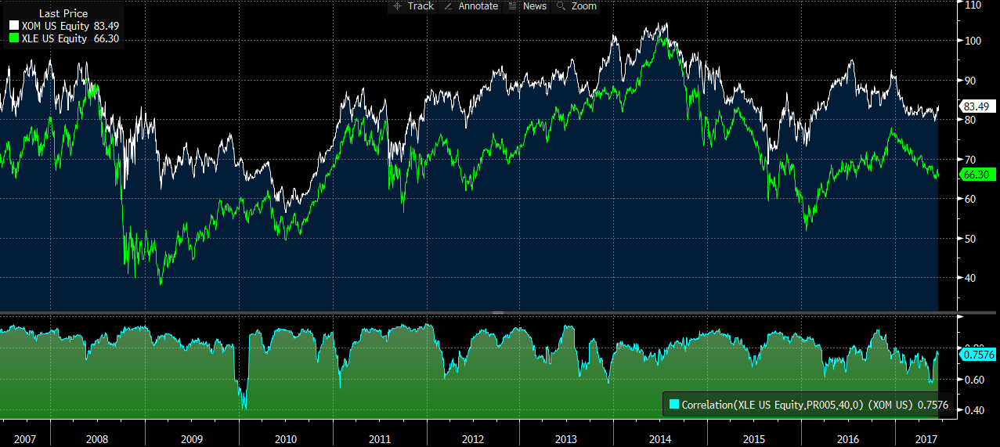 Track Annotate News Zoom
Last Price
XOM US Equity 83.49
XLE US Equity 66.30
110
100
90
83.49
80
70
66.30
60
50
40
0.80
0.7576
0.60
0.40
Correlation(XLE US Equity,PR005,40,0) (XOM US) 0.7576
2007 2008 2009 2010 2011 2012 2013 2014 2015 2016 2017